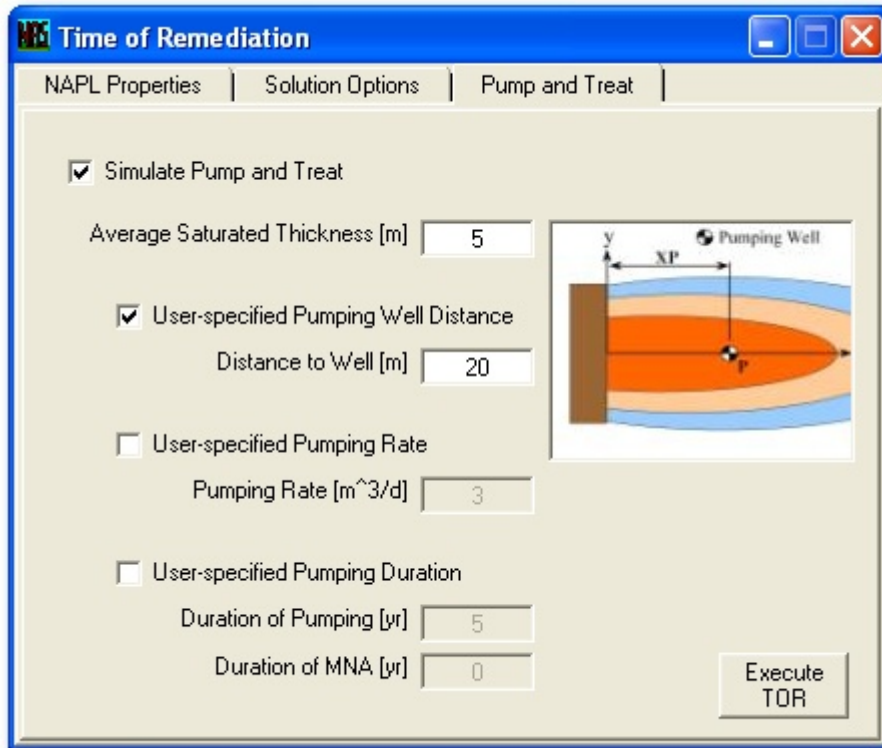 NAS Time of Remediation
NAPL Properties Solution Options Pump and Treat
Simulate Pump and Treat
Average Saturated Thickness [m] 5
User-specified Pumping Well Distance
Distance to Well [m] 20
y Pumping Well
XP
P
User-specified Pumping Rate
Pumping Rate [m^3/d] 3
User-specified Pumping Duration
Duration of Pumping [yr] 5
Duration of MNA [yr] 0
Execute
TOR